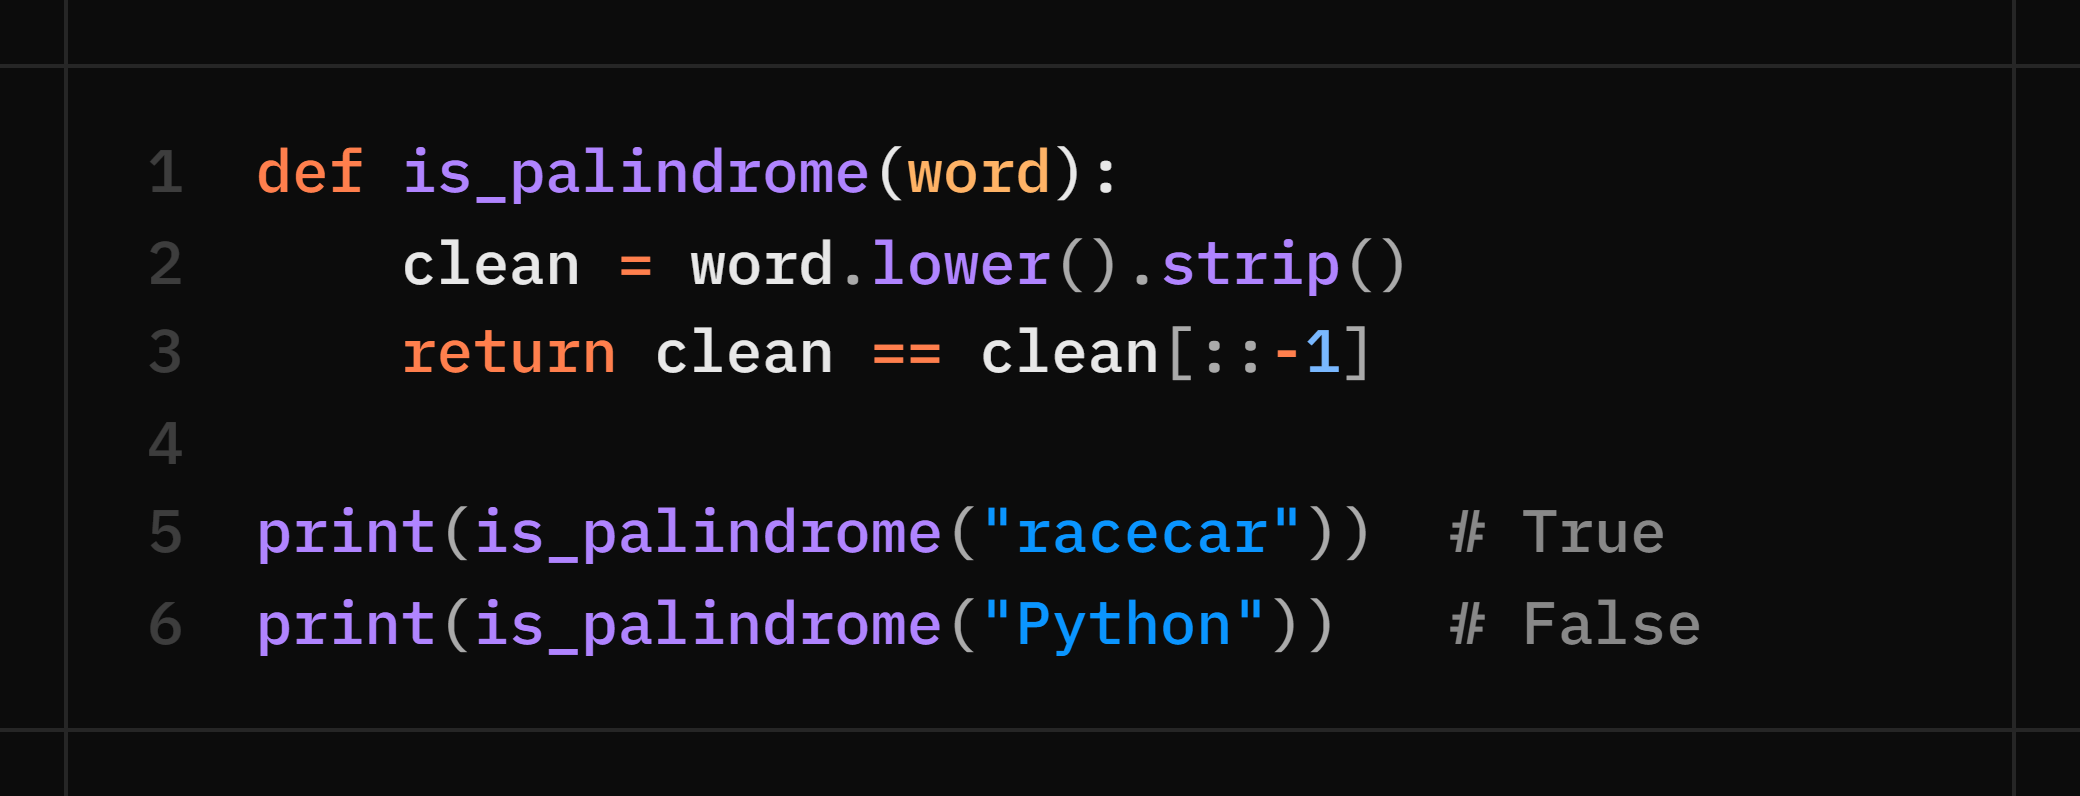 1 def is_palindrome(word):
2     clean = word.lower().strip()
3     return clean == clean[::-1]
4
5 print(is_palindrome("racecar"))  # True
6 print(is_palindrome("Python"))   # False